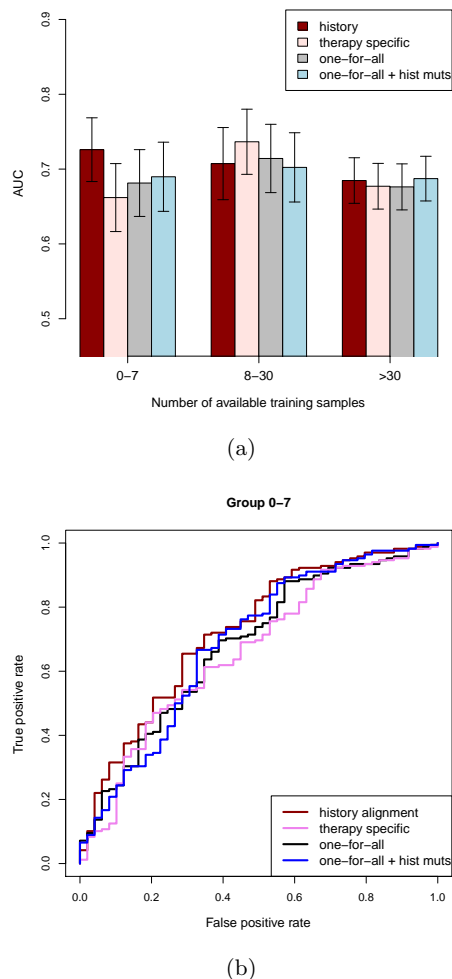 history
therapy specific
one−for−all
one−for−all + hist muts
AUC
0.9
0.8
0.7
0.6
0.5
0−7
8−30
>30
Number of available training samples
(a)
Group 0−7
True positive rate
1.0
0.8
0.6
0.4
0.2
0.0
history alignment
therapy specific
one−for−all
one−for−all + hist muts
0.0 0.2 0.4 0.6 0.8 1.0
False positive rate
(b)